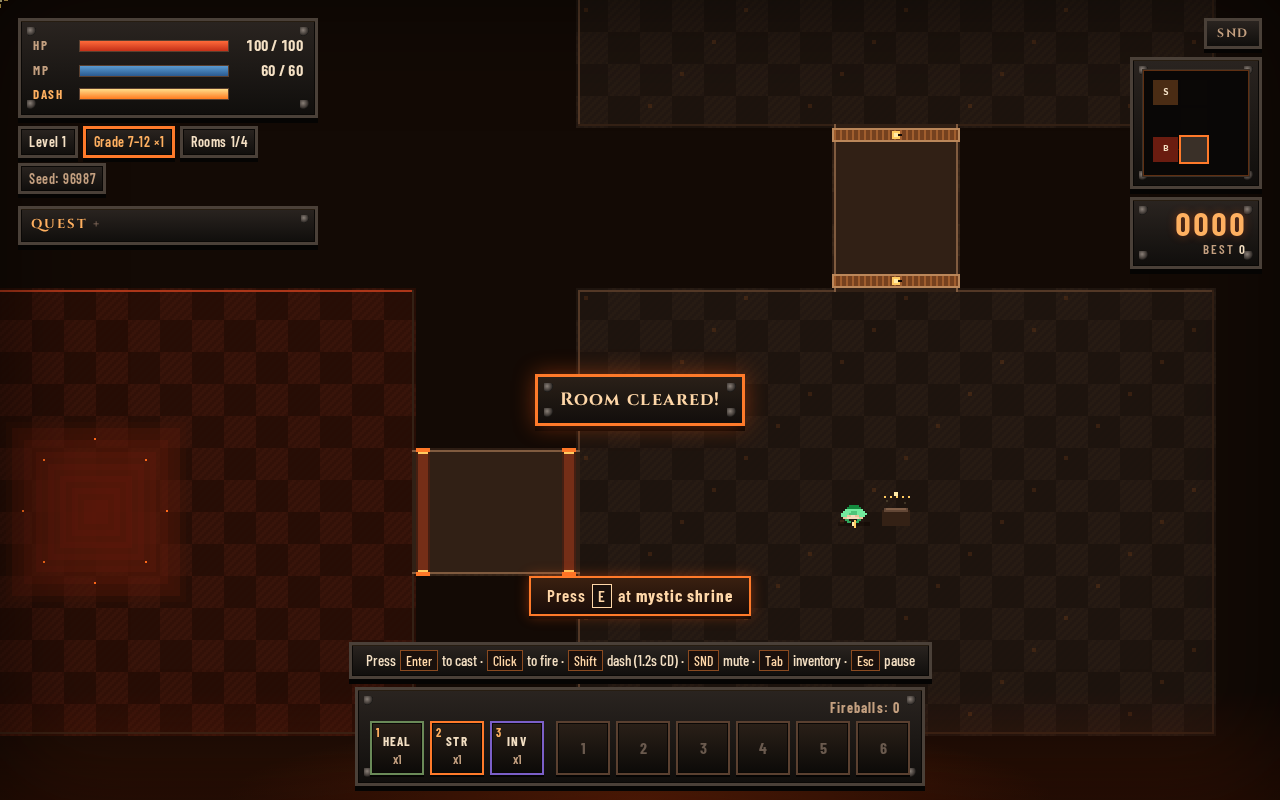 HP 100 / 100
MP 60 / 60
DASH
Level 1
Grade 7-12 ×1
Rooms 1/4
Seed: 96987
QUEST +
SND
S
B
0000
BEST 0
ROOM CLEARED!
Press E at mystic shrine
Press Enter to cast · Click to fire · Shift dash (1.2s CD) · SND mute · Tab inventory · Esc pause
Fireballs: 0
1 HEAL x1
2 STR x1
3 INV x1
1 2 3 4 5 6